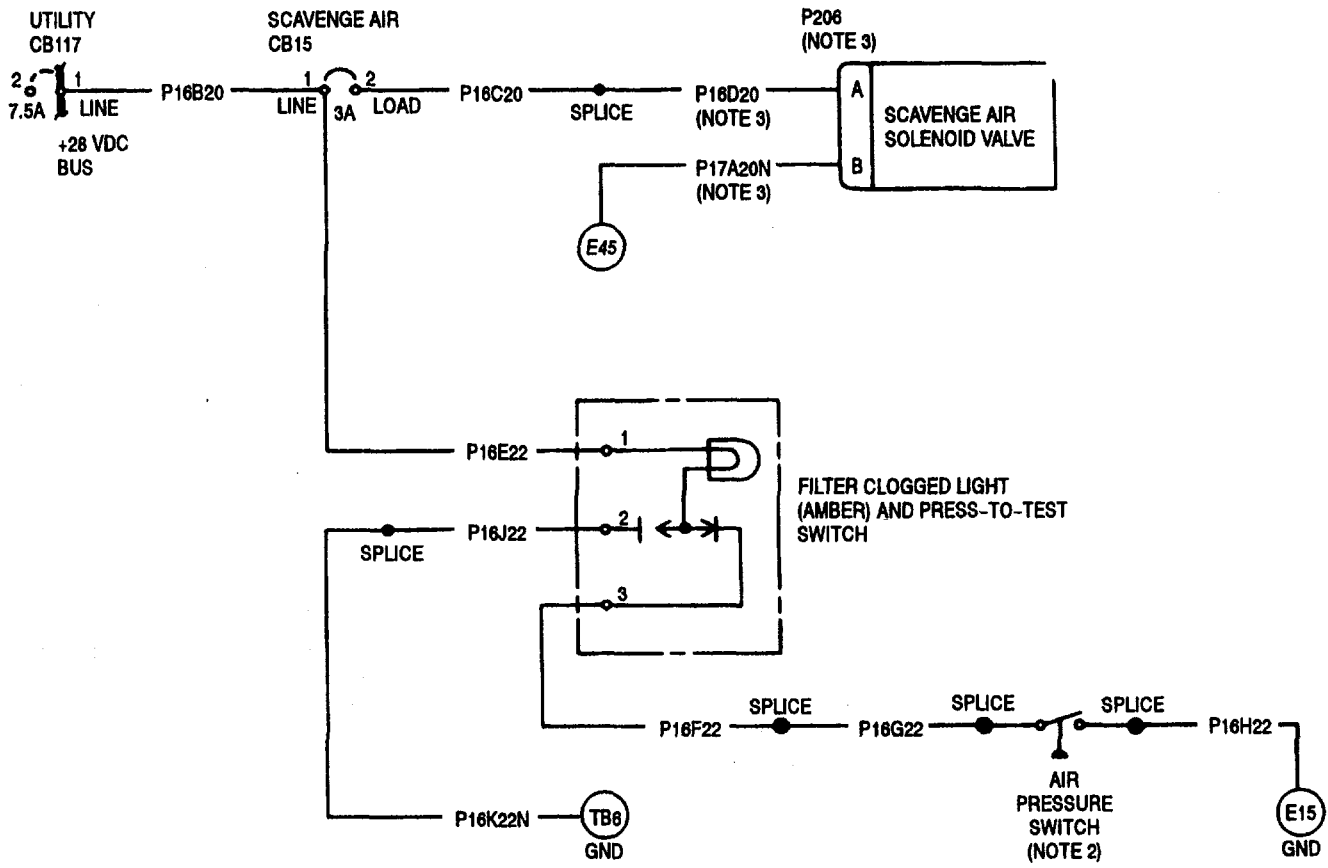 UTILITY
CB117
2
1
7.5A
LINE
+28 VDC
BUS
P16B20
SCAVENGE AIR
CB15
1
2
LINE
3A
LOAD
P16C20
SPLICE
P16D20
(NOTE 3)
P17A20N
(NOTE 3)
E45
P206
(NOTE 3)
A
B
SCAVENGE AIR
SOLENOID VALVE
P16E22
1
P16J22
2
SPLICE
3
FILTER CLOGGED LIGHT
(AMBER) AND PRESS-TO-TEST
SWITCH
P16F22
SPLICE
P16G22
SPLICE
SPLICE
P16H22
AIR
PRESSURE
SWITCH
(NOTE 2)
E15
GND
P16K22N
TB6
GND